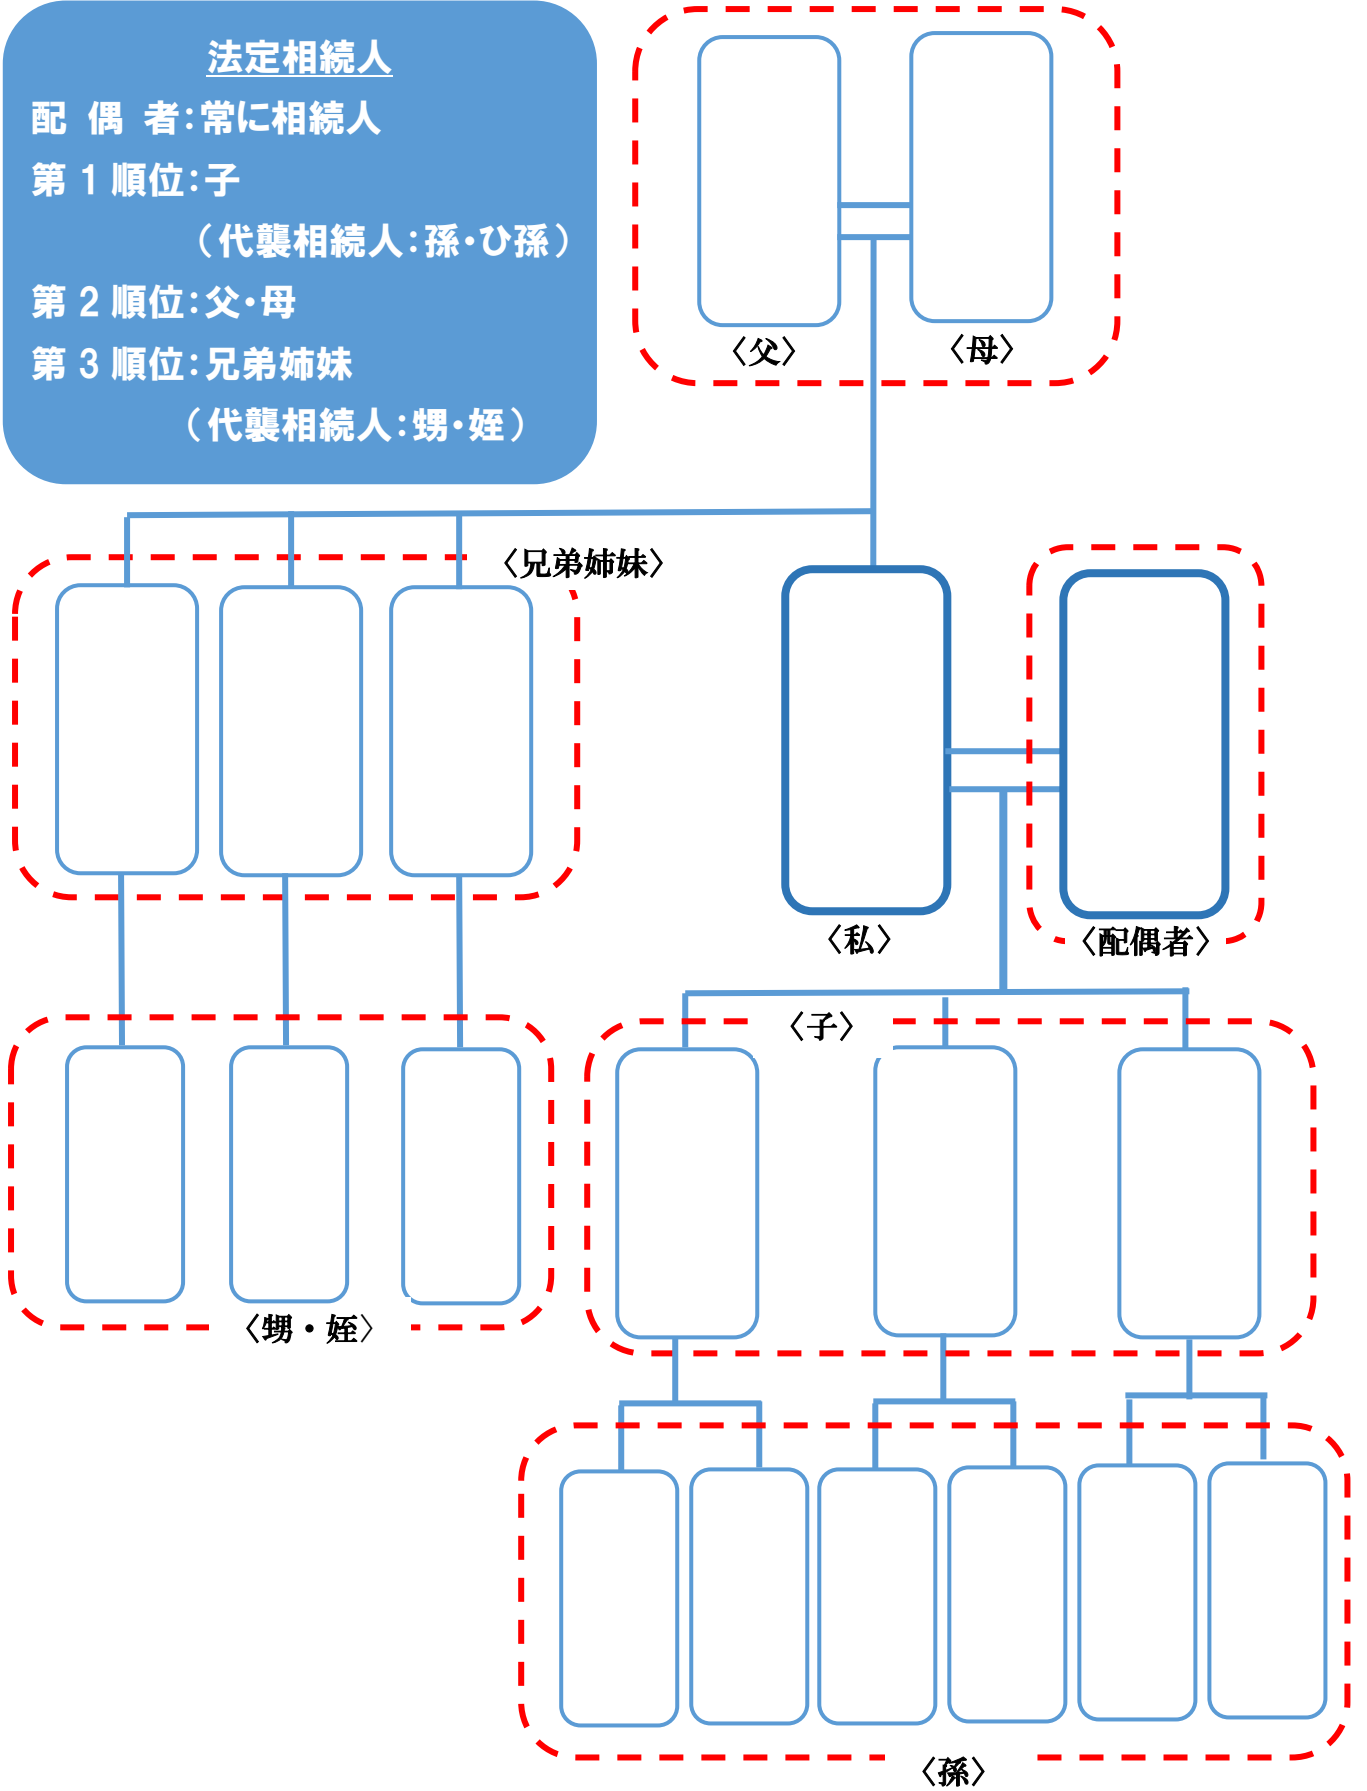 法定相続人
配 偶 者：常に相続人
第1順位：子
（代襲相続人：孫・ひ孫）
第2順位：父・母
第3順位：兄弟姉妹
（代襲相続人：甥・姪）
〈父〉
〈母〉
〈兄弟姉妹〉
〈私〉
〈配偶者〉
〈子〉
〈甥・姪〉
〈孫〉